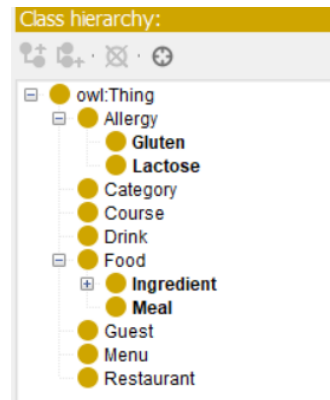 Class hierarchy:
owl:Thing
Allergy
Gluten
Lactose
Category
Course
Drink
Food
Ingredient
Meal
Guest
Menu
Restaurant